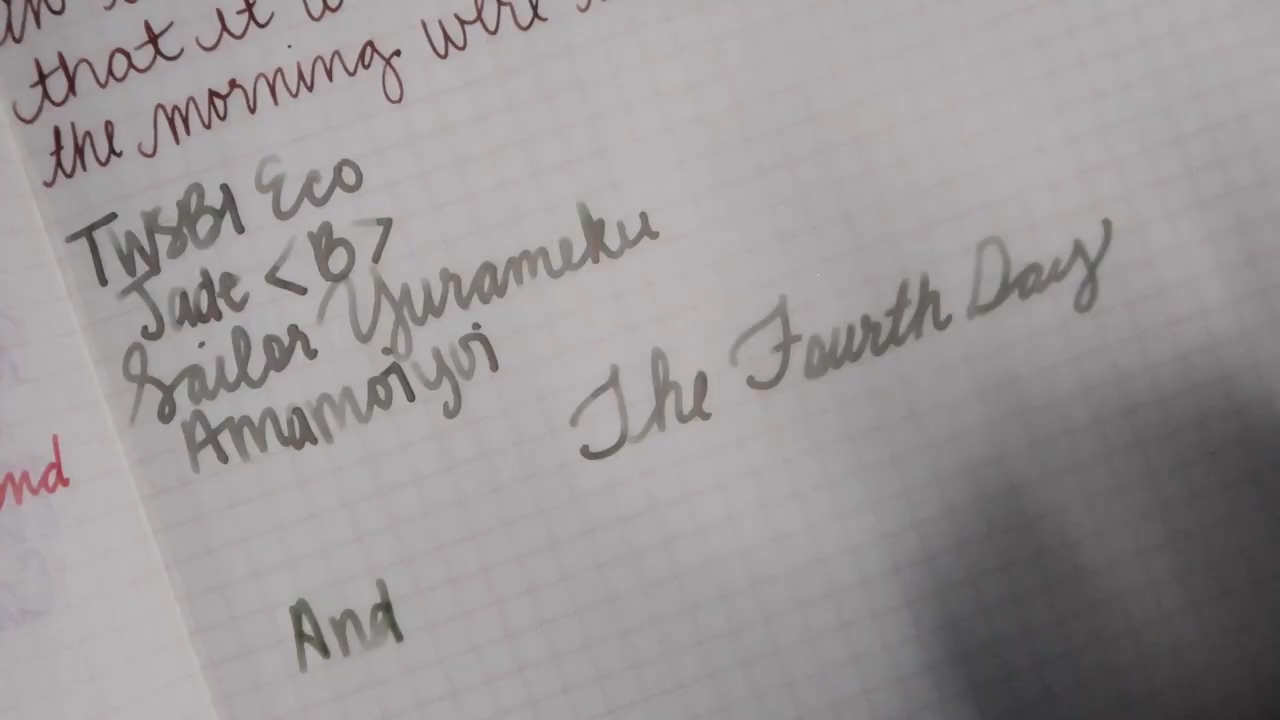 that it
the morning were
TWSBI Eco
Jade <B>
Sailor Yurameku
Amamoiyoi
The Fourth Day
And
nd